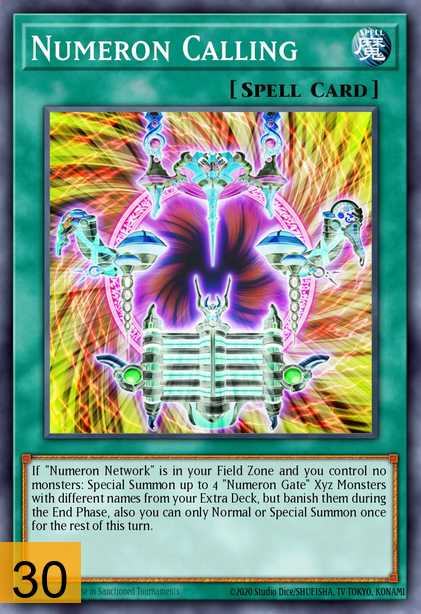 NUMERON CALLING
SPELL
魔
[SPELL CARD]
If "Numeron Network" is in your Field Zone and you control no
monsters: Special Summon up to 4 "Numeron Gate" Xyz Monsters
with different names from your Extra Deck, but banish them during
the End Phase, also you can only Normal or Special Summon once
for the rest of this turn.
30
se in Sanctioned Tournaments
©2020 Studio Dice/SHUEISHA, TV TOKYO, KONAMI